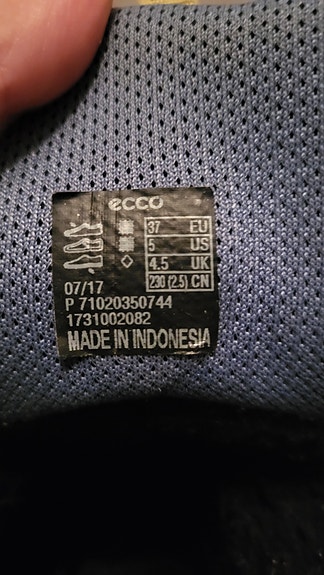 ecco
37 EU
5 US
4.5 UK
230 (2.5) CN
07/17
P 71020350744
1731002082
MADE IN INDONESIA